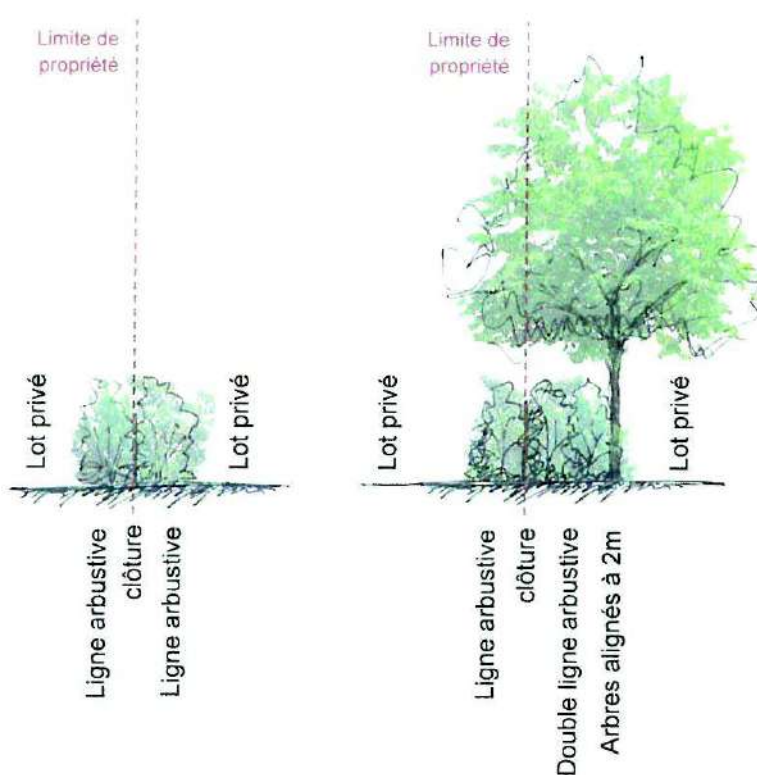 Limite de
propriété
Lot privé
Lot privé
Ligne arbustive
clôture
Ligne arbustive
Limite de
propriété
Lot privé
Lot privé
Ligne arbustive
clôture
Double ligne arbustive
Arbres alignés à 2m